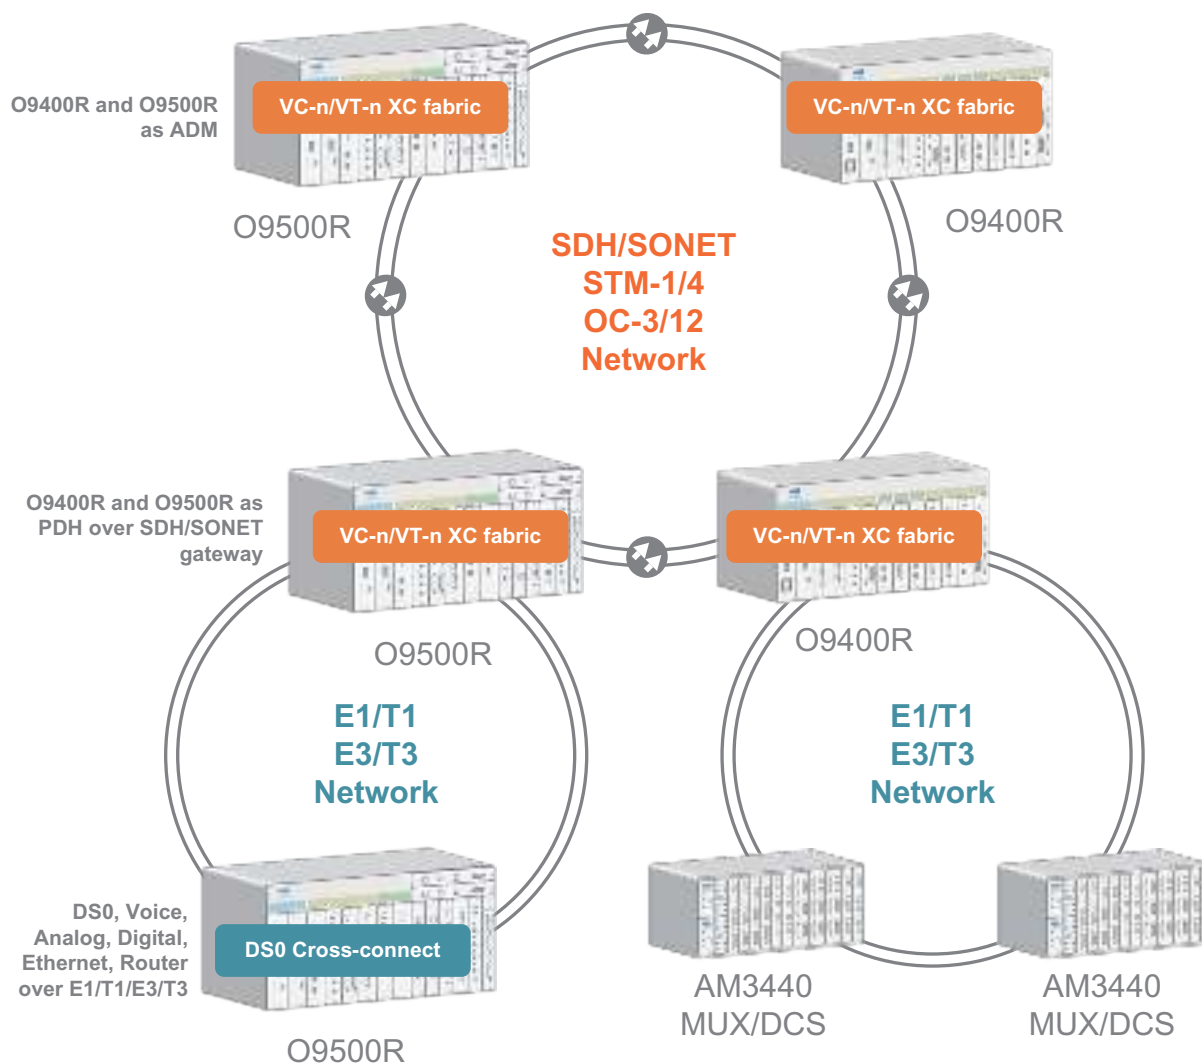 VC-n/VT-n XC fabric
VC-n/VT-n XC fabric
O9400R and O9500R
as ADM
O9500R
O9400R
SDH/SONET
STM-1/4
OC-3/12
Network
O9400R and O9500R as
PDH over SDH/SONET
gateway
VC-n/VT-n XC fabric
VC-n/VT-n XC fabric
O9500R
O9400R
E1/T1
E3/T3
Network
E1/T1
E3/T3
Network
DS0, Voice,
Analog, Digital,
Ethernet, Router
over E1/T1/E3/T3
DS0 Cross-connect
O9500R
AM3440
MUX/DCS
AM3440
MUX/DCS